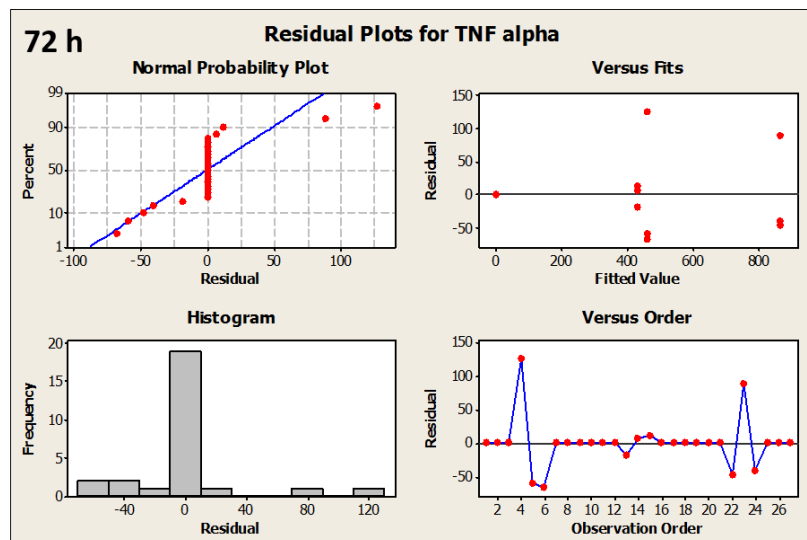 72 h
Residual Plots for TNF alpha
Normal Probability Plot
99
90
50
10
1
Percent
-100 -50 0 50 100
Residual
Versus Fits
150
100
50
0
-50
Residual
0 200 400 600 800
Fitted Value
Histogram
20
15
10
5
0
Frequency
-40 0 40 80 120
Residual
Versus Order
150
100
50
0
-50
Residual
2 4 6 8 10 12 14 16 18 20 22 24 26
Observation Order